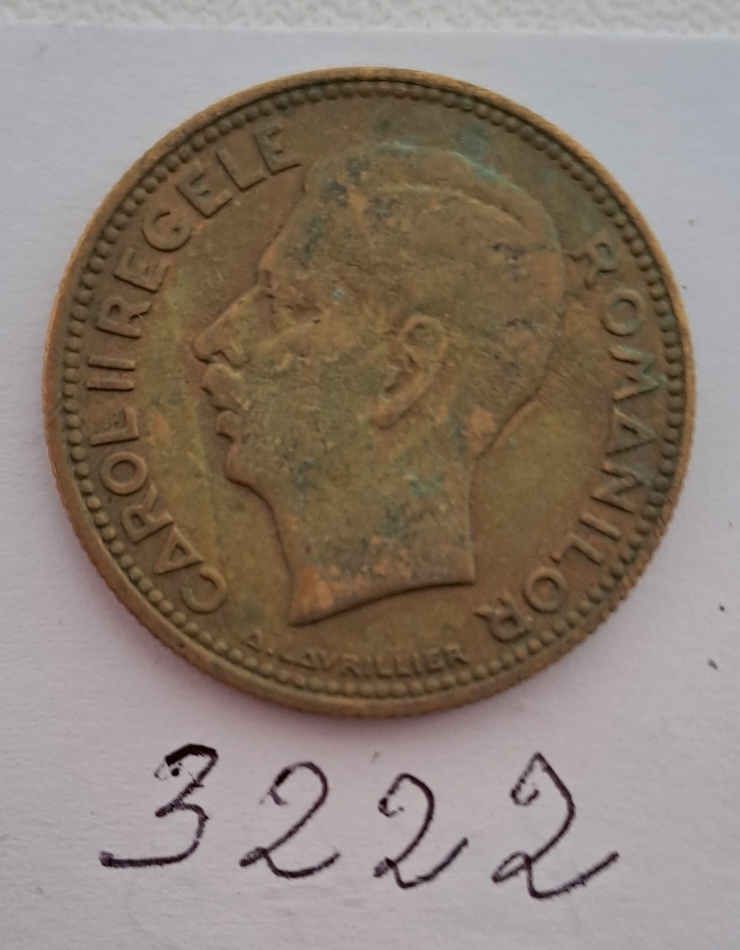 CAROL II REGELE ROMANILOR
A. LAVRILLIER
3222